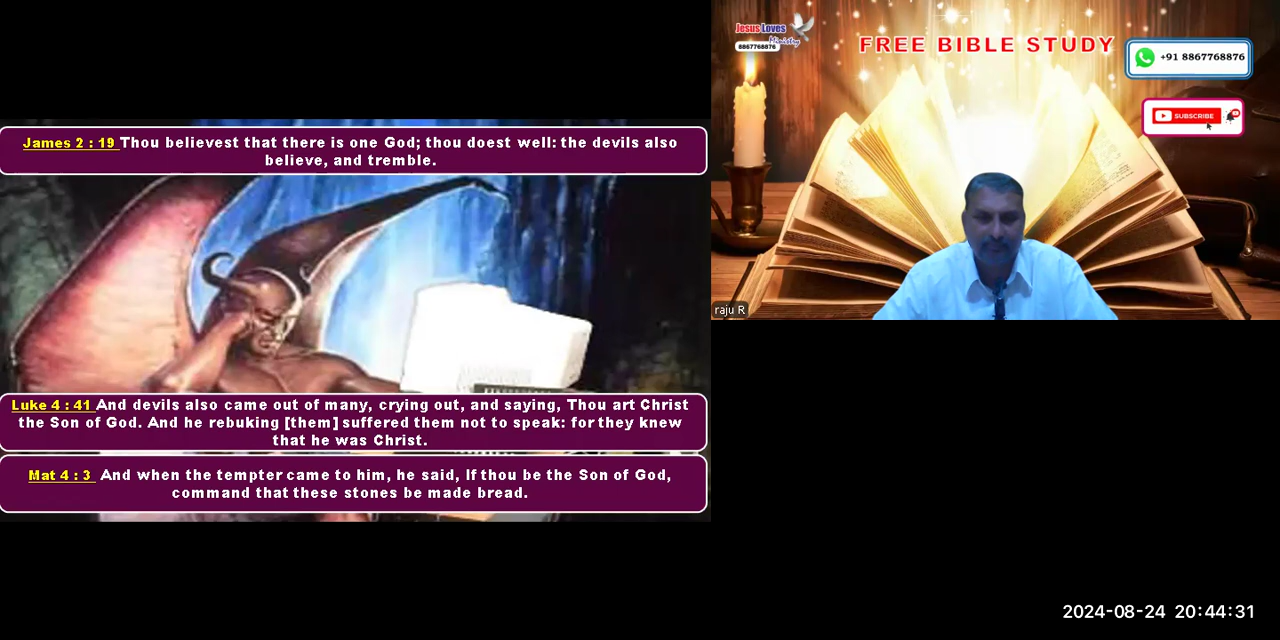 James 2 : 19 Thou believest that there is one God; thou doest well: the devils also
believe, and tremble.
Luke 4 : 41 And devils also came out of many, crying out, and saying, Thou art Christ
the Son of God. And he rebuking [them] suffered them not to speak: for they knew
that he was Christ.
Mat 4 : 3 And when the tempter came to him, he said, If thou be the Son of God,
command that these stones be made bread.
Jesus Loves
Ministry
8867768876
FREE BIBLE STUDY
+91 8867768876
SUBSCRIBE
raju R
2024-08-24 20:44:31